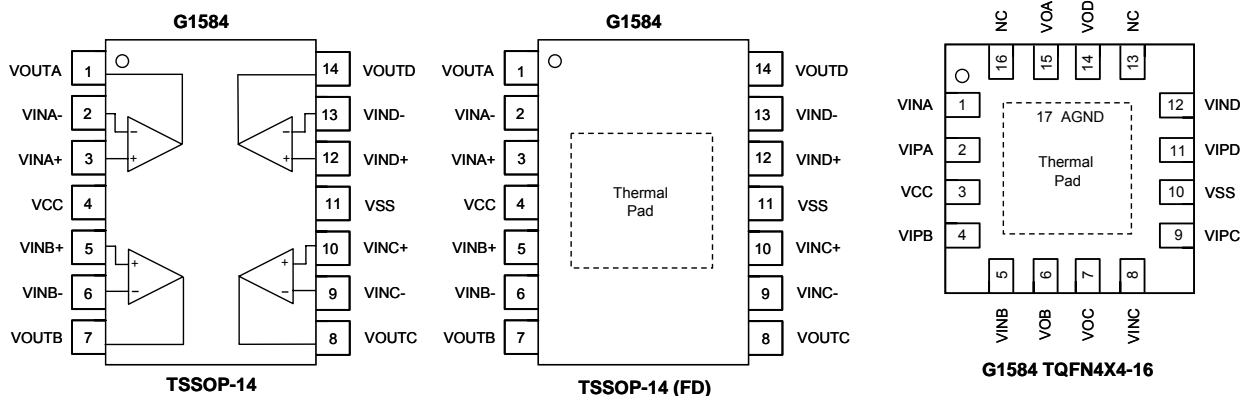 G1584
VOUTA 1 14 VOUTD
VINA- 2 - - 13 VIND-
VINA+ 3 + + 12 VIND+
VCC 4 11 VSS
VINB+ 5 + + 10 VINC+
VINB- 6 - - 9 VINC-
VOUTB 7 8 VOUTC
TSSOP-14
G1584
VOUTA 1 14 VOUTD
VINA- 2 13 VIND-
VINA+ 3 12 VIND+
VCC 4 11 VSS
VINB+ 5 10 VINC+
VINB- 6 9 VINC-
VOUTB 7 8 VOUTC
Thermal
Pad
TSSOP-14 (FD)
NC VOA VOD NC
16 15 14 13
VINA 1 12 VIND
VIPA 2 11 VIPD
VCC 3 10 VSS
VIPB 4 9 VIPC
17 AGND
Thermal
Pad
5 6 7 8
VINB VOB VOC VINC
G1584 TQFN4X4-16